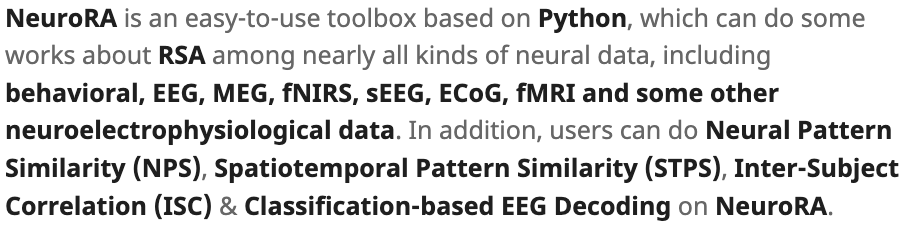 NeuroRA is an easy-to-use toolbox based on Python, which can do some
works about RSA among nearly all kinds of neural data, including
behavioral, EEG, MEG, fNIRS, sEEG, ECoG, fMRI and some other
neuroelectrophysiological data. In addition, users can do Neural Pattern
Similarity (NPS), Spatiotemporal Pattern Similarity (STPS), Inter-Subject
Correlation (ISC) & Classification-based EEG Decoding on NeuroRA.